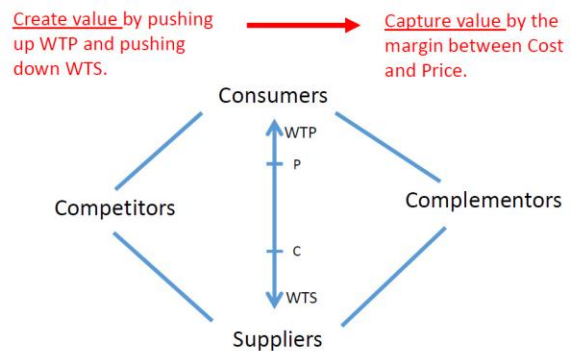 Create value by pushing
up WTP and pushing
down WTS.
Capture value by the
margin between Cost
and Price.
Consumers
WTP
P
Competitors
Complementors
C
WTS
Suppliers